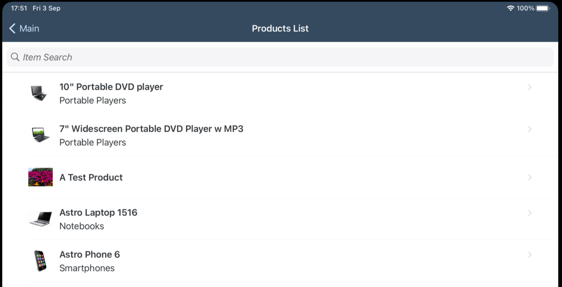 17:51 Fri 3 Sep 100%
Main Products List
Item Search
10" Portable DVD player
Portable Players
7" Widescreen Portable DVD Player w MP3
Portable Players
A Test Product
Astro Laptop 1516
Notebooks
Astro Phone 6
Smartphones